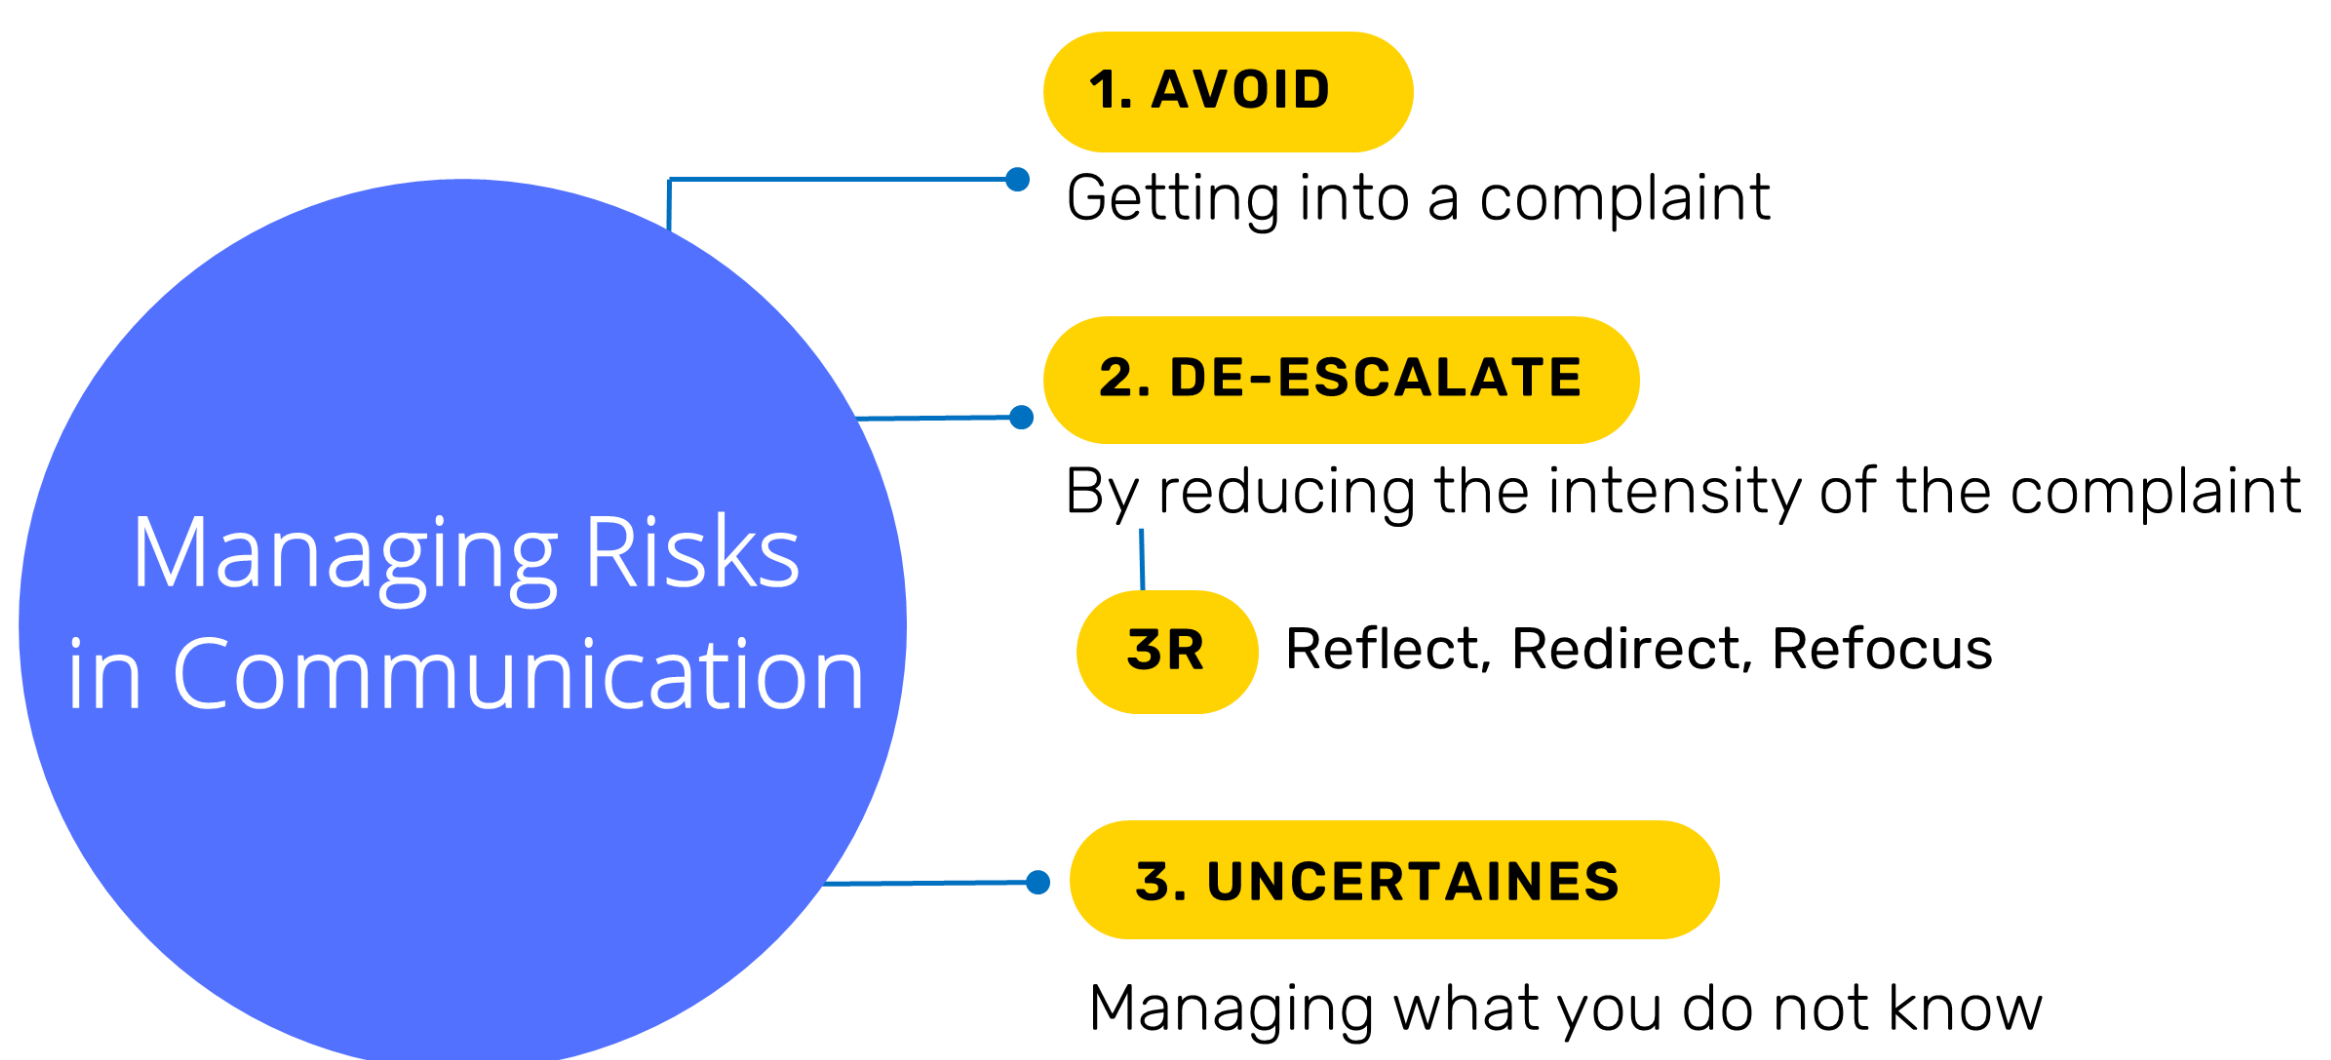 Managing Risks
in Communication
1. AVOID
Getting into a complaint
2. DE-ESCALATE
By reducing the intensity of the complaint
3R
Reflect, Redirect, Refocus
3. UNCERTAINES
Managing what you do not know